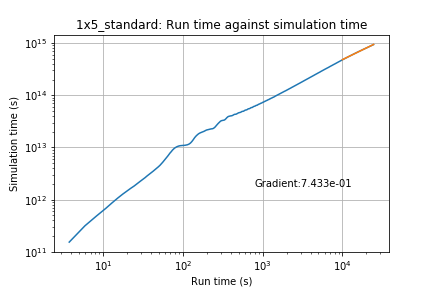 1x5_standard: Run time against simulation time
Simulation time (s)
10^15
10^14
10^13
10^12
10^11
Gradient:7.433e-01
10^1 10^2 10^3 10^4
Run time (s)